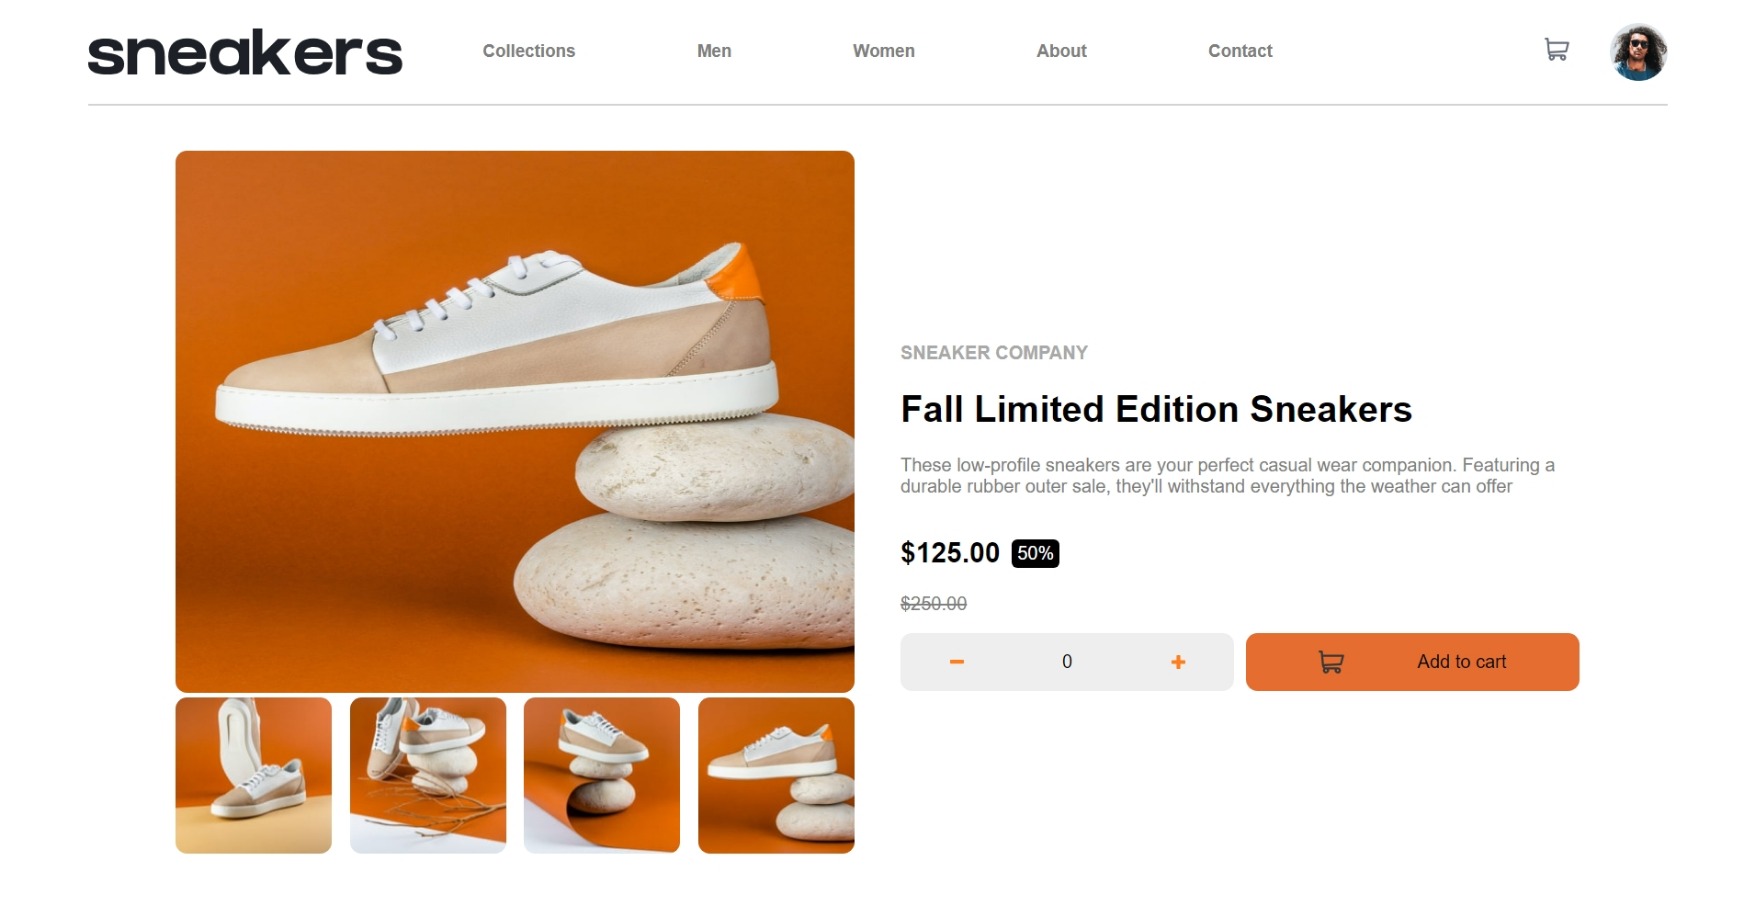 sneakers
Collections Men Women About Contact
SNEAKER COMPANY
Fall Limited Edition Sneakers
These low-profile sneakers are your perfect casual wear companion. Featuring a
durable rubber outer sale, they'll withstand everything the weather can offer
$125.00 50%
$250.00
0
Add to cart